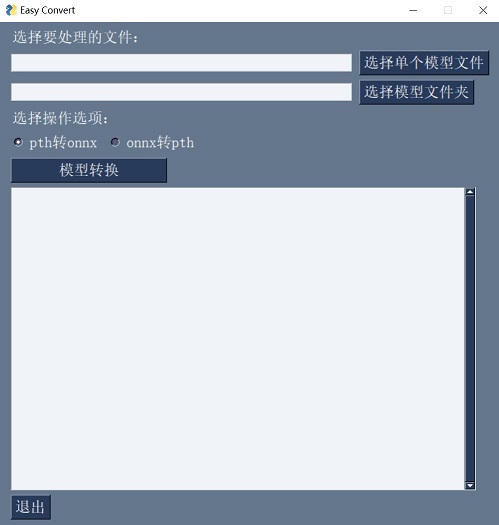 Easy Convert
选择要处理的文件：
选择单个模型文件
选择模型文件夹
选择操作选项：
pth转onnx onnx转pth
模型转换
退出